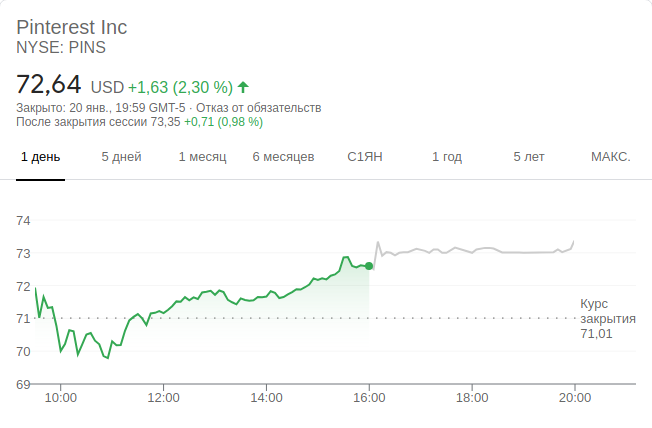 Pinterest Inc
NYSE: PINS
72,64 USD +1,63 (2,30 %)
Закрыто: 20 янв., 19:59 GMT-5 · Отказ от обязательств
После закрытия сессии 73,35 +0,71 (0,98 %)
1 день 5 дней 1 месяц 6 месяцев С1ЯН 1 год 5 лет МАКС.
74
73
72
71
70
69
Курс
закрытия
71,01
10:00 12:00 14:00 16:00 18:00 20:00